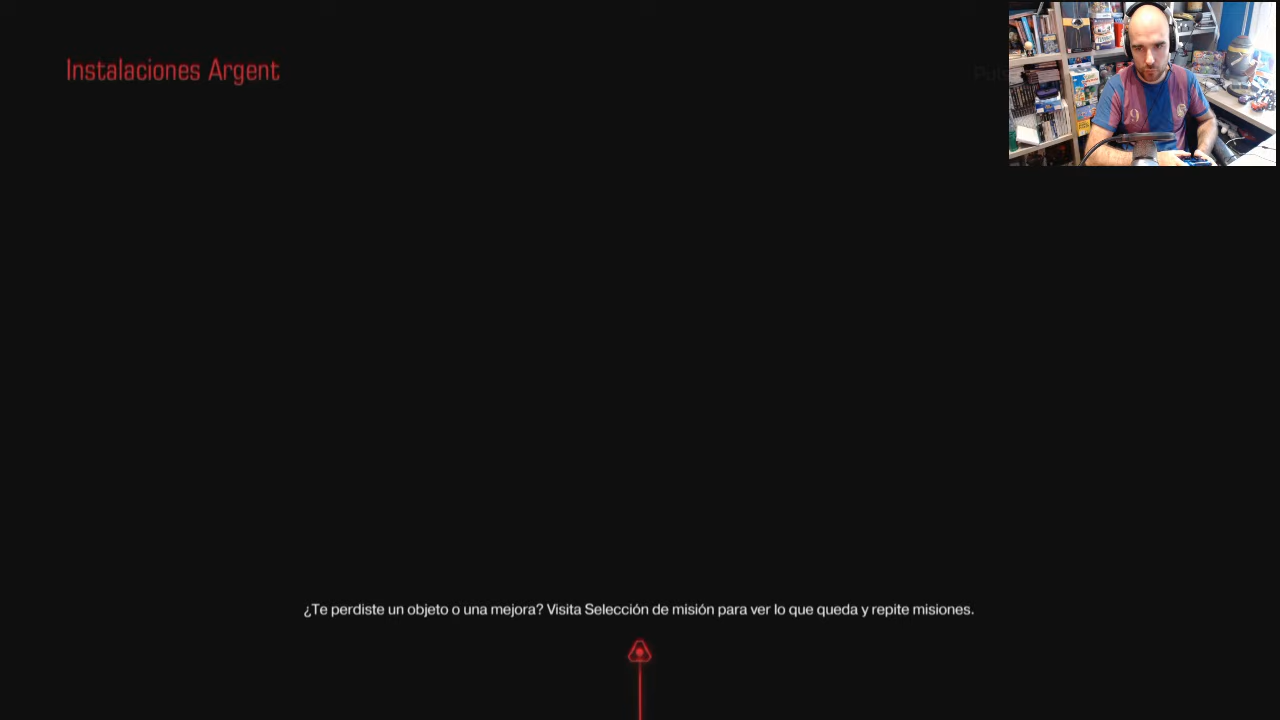 Instalaciones Argent
¿Te perdiste un objeto o una mejora? Visita Selección de misión para ver lo que queda y repite misiones.